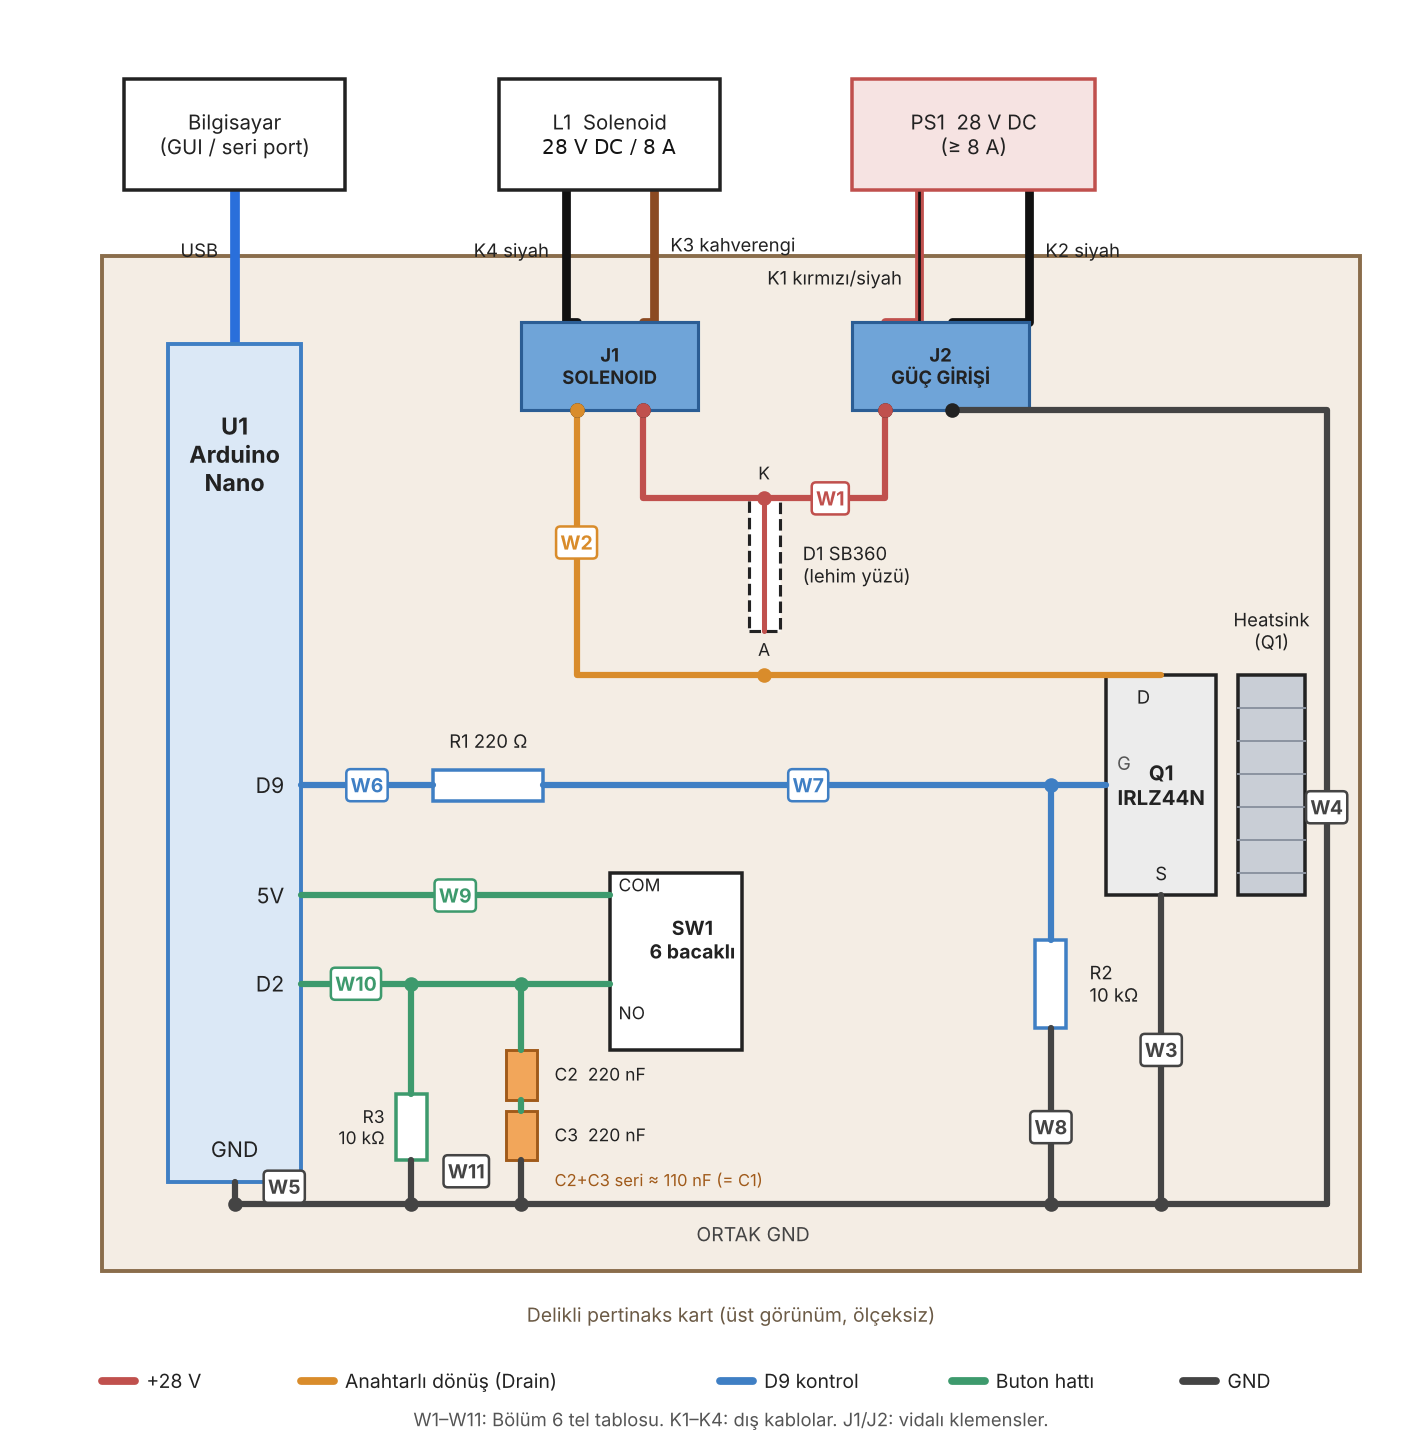 Bilgisayar
(GUI / seri port)
L1 Solenoid
28 V DC / 8 A
PS1 28 V DC
(≥ 8 A)
USB
K4 siyah
K3 kahverengi
K1 kırmızı/siyah
K2 siyah
J1
SOLENOID
J2
GÜÇ GİRİŞİ
U1
Arduino
Nano
K
W1
W2
D1 SB360
(lehim yüzü)
A
Heatsink
(Q1)
D
G
Q1
IRLZ44N
S
W4
R1 220 Ω
D9
W6
W7
5V
W9
COM
SW1
6 bacaklı
NO
D2
W10
R2
10 kΩ
W3
C2 220 nF
R3
10 kΩ
C3 220 nF
W8
GND
W11
C2+C3 seri ≈ 110 nF (= C1)
W5
ORTAK GND
Delikli pertinaks kart (üst görünüm, ölçeksiz)
+28 V
Anahtarlı dönüş (Drain)
D9 kontrol
Buton hattı
GND
W1–W11: Bölüm 6 tel tablosu. K1–K4: dış kablolar. J1/J2: vidalı klemensler.